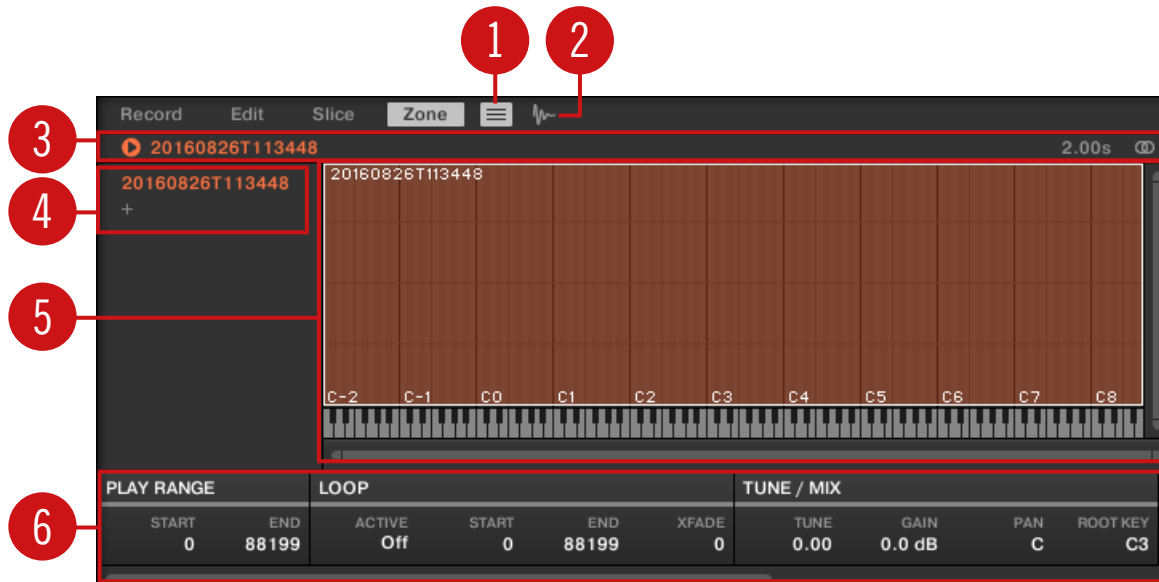 1 2
Record Edit Slice Zone
3
20160826T113448 2.00s
4
20160826T113448
+
20160826T113448
5
C-2 C-1 C0 C1 C2 C3 C4 C5 C6 C7 C8
6
PLAY RANGE LOOP TUNE / MIX
START END ACTIVE START END XFADE TUNE GAIN PAN ROOT KEY
0 88199 Off 0 88199 0 0.00 0.0 dB C C3